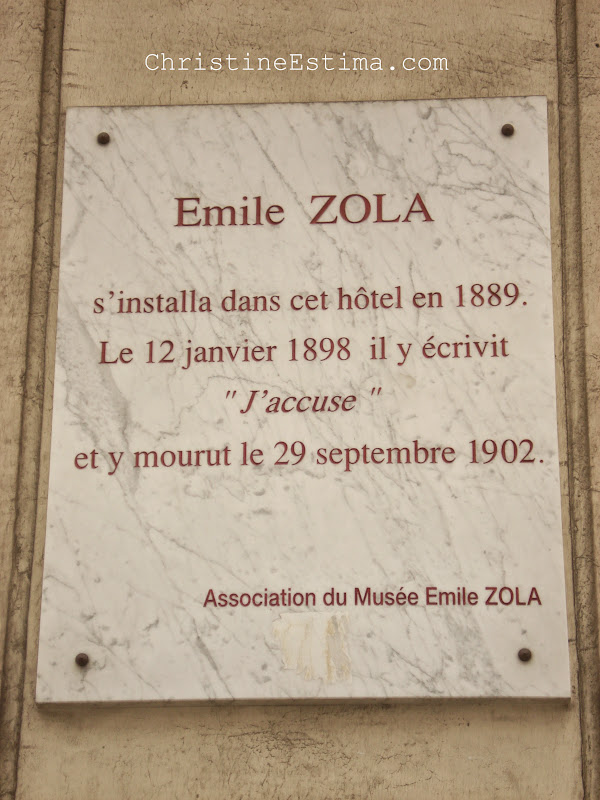 ChristineEstima.com
Emile ZOLA
s'installa dans cet hôtel en 1889.
Le 12 janvier 1898 il y écrivit
"J'accuse"
et y mourut le 29 septembre 1902.
Association du Musée Emile ZOLA